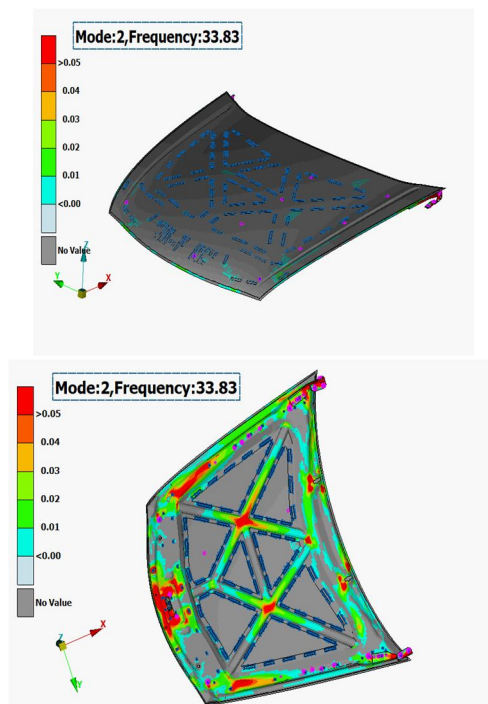 Mode:2,Frequency:33.83
>0.05
0.04
0.03
0.02
0.01
<0.00
No Value
Z
Y
X
Mode:2,Frequency:33.83
>0.05
0.04
0.03
0.02
0.01
<0.00
No Value
Z
X
Y